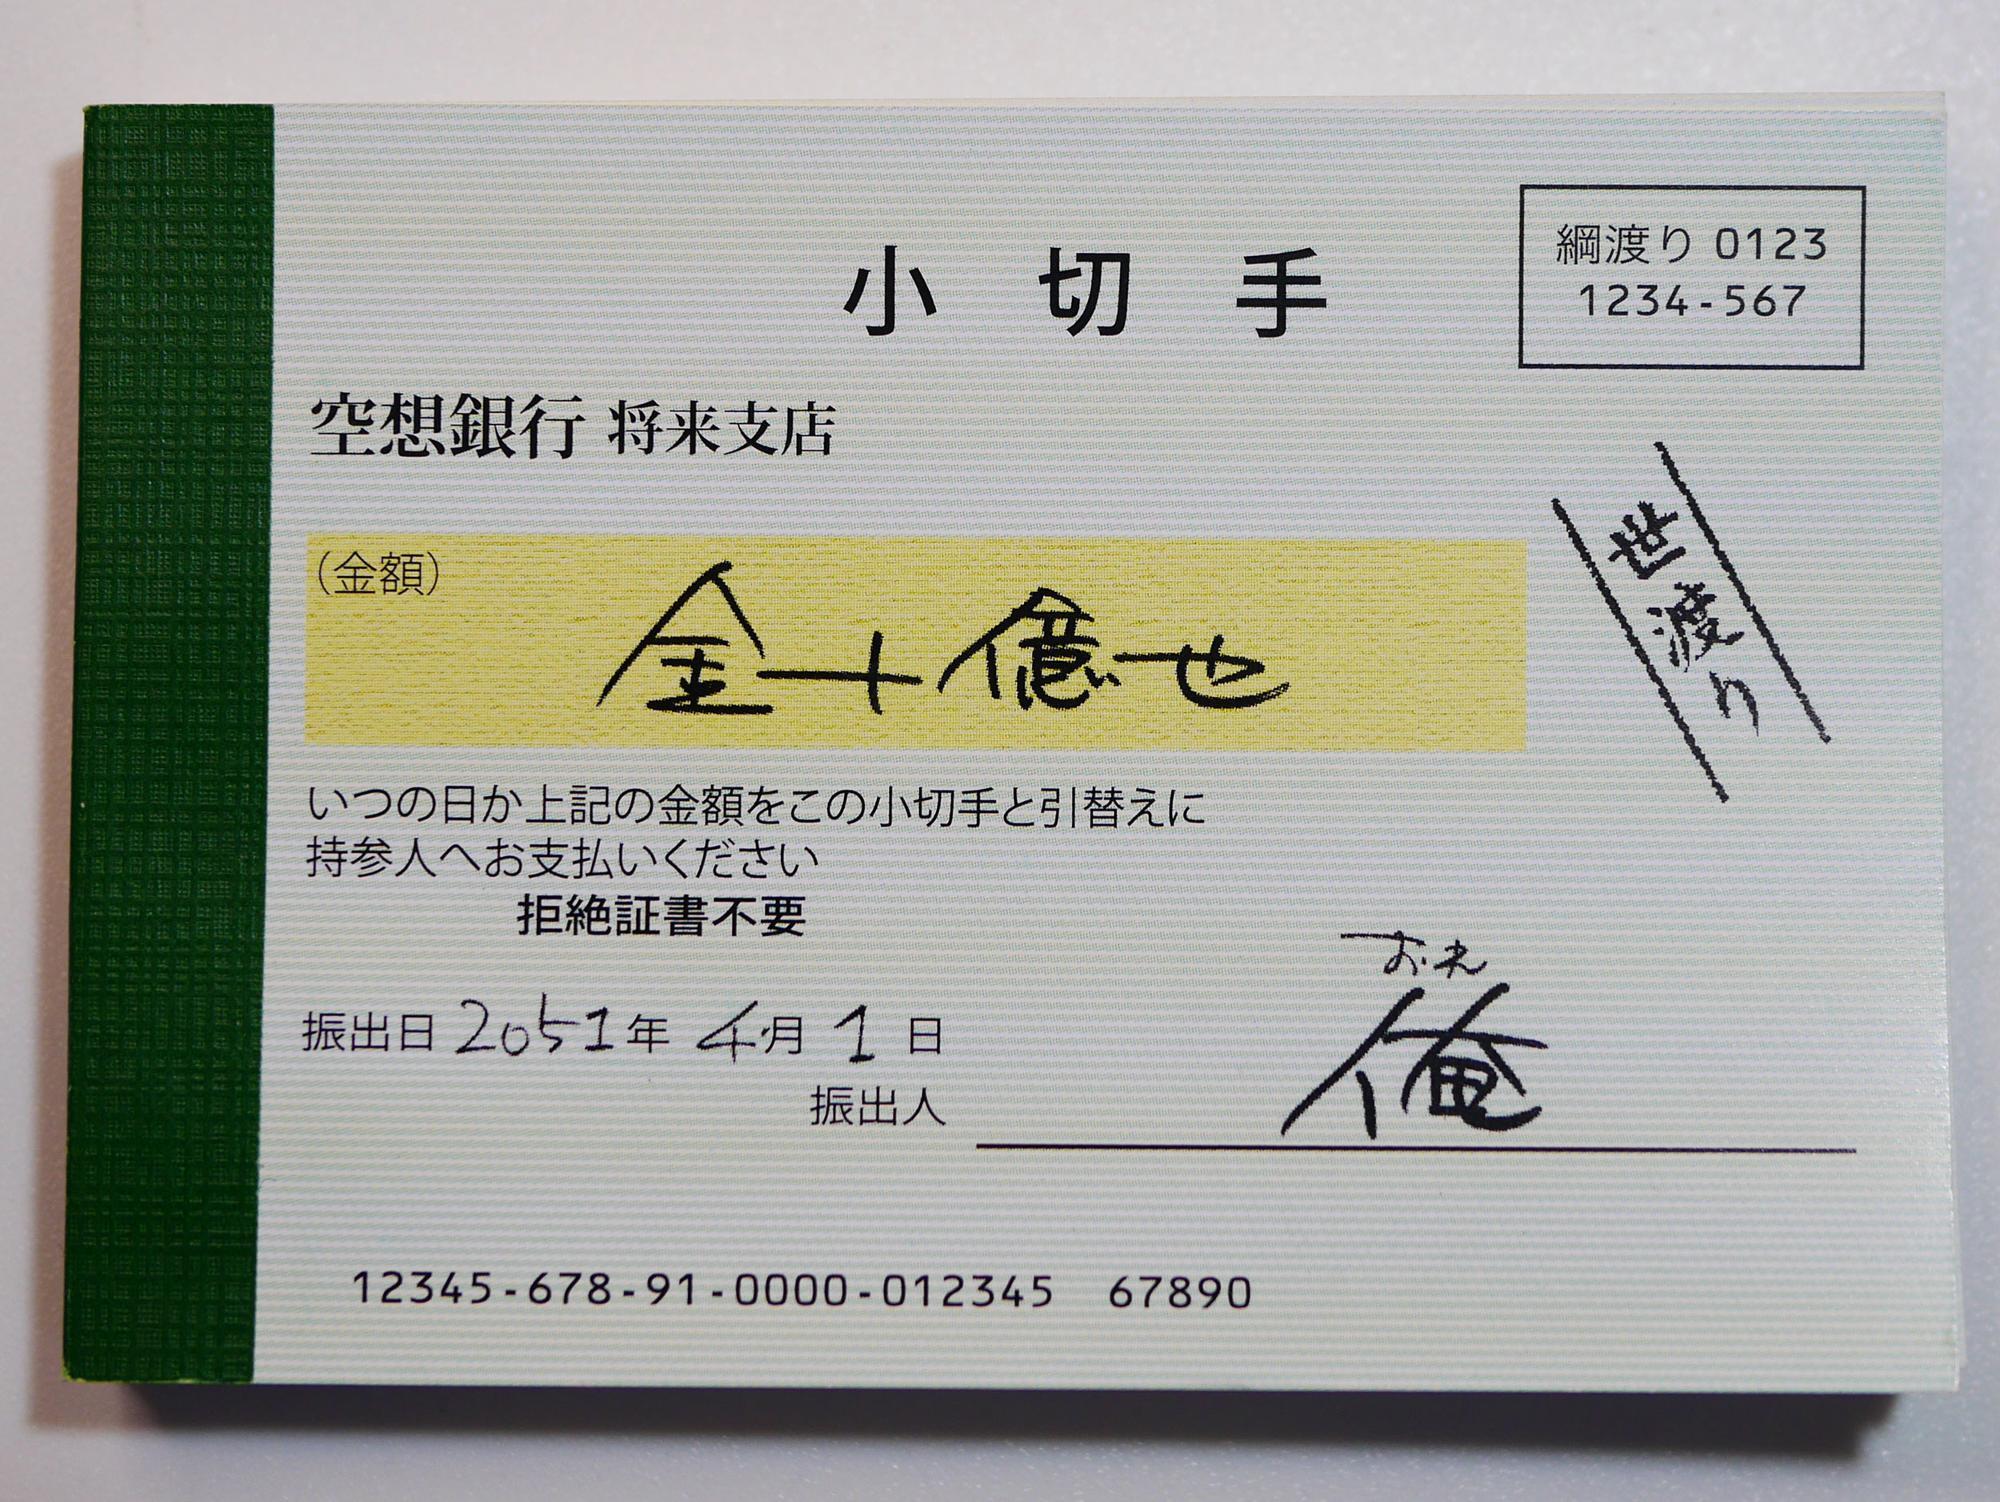 小切手
綱渡り 0123
1234-567
空想銀行 将来支店
世渡り
(金額)
金十億也
いつの日か上記の金額をこの小切手と引替えに
持参人へお支払いください
拒絶証書不要
振出日 2051年 4月 1日
おれ
俺
振出人
12345-678-91-0000-012345 67890